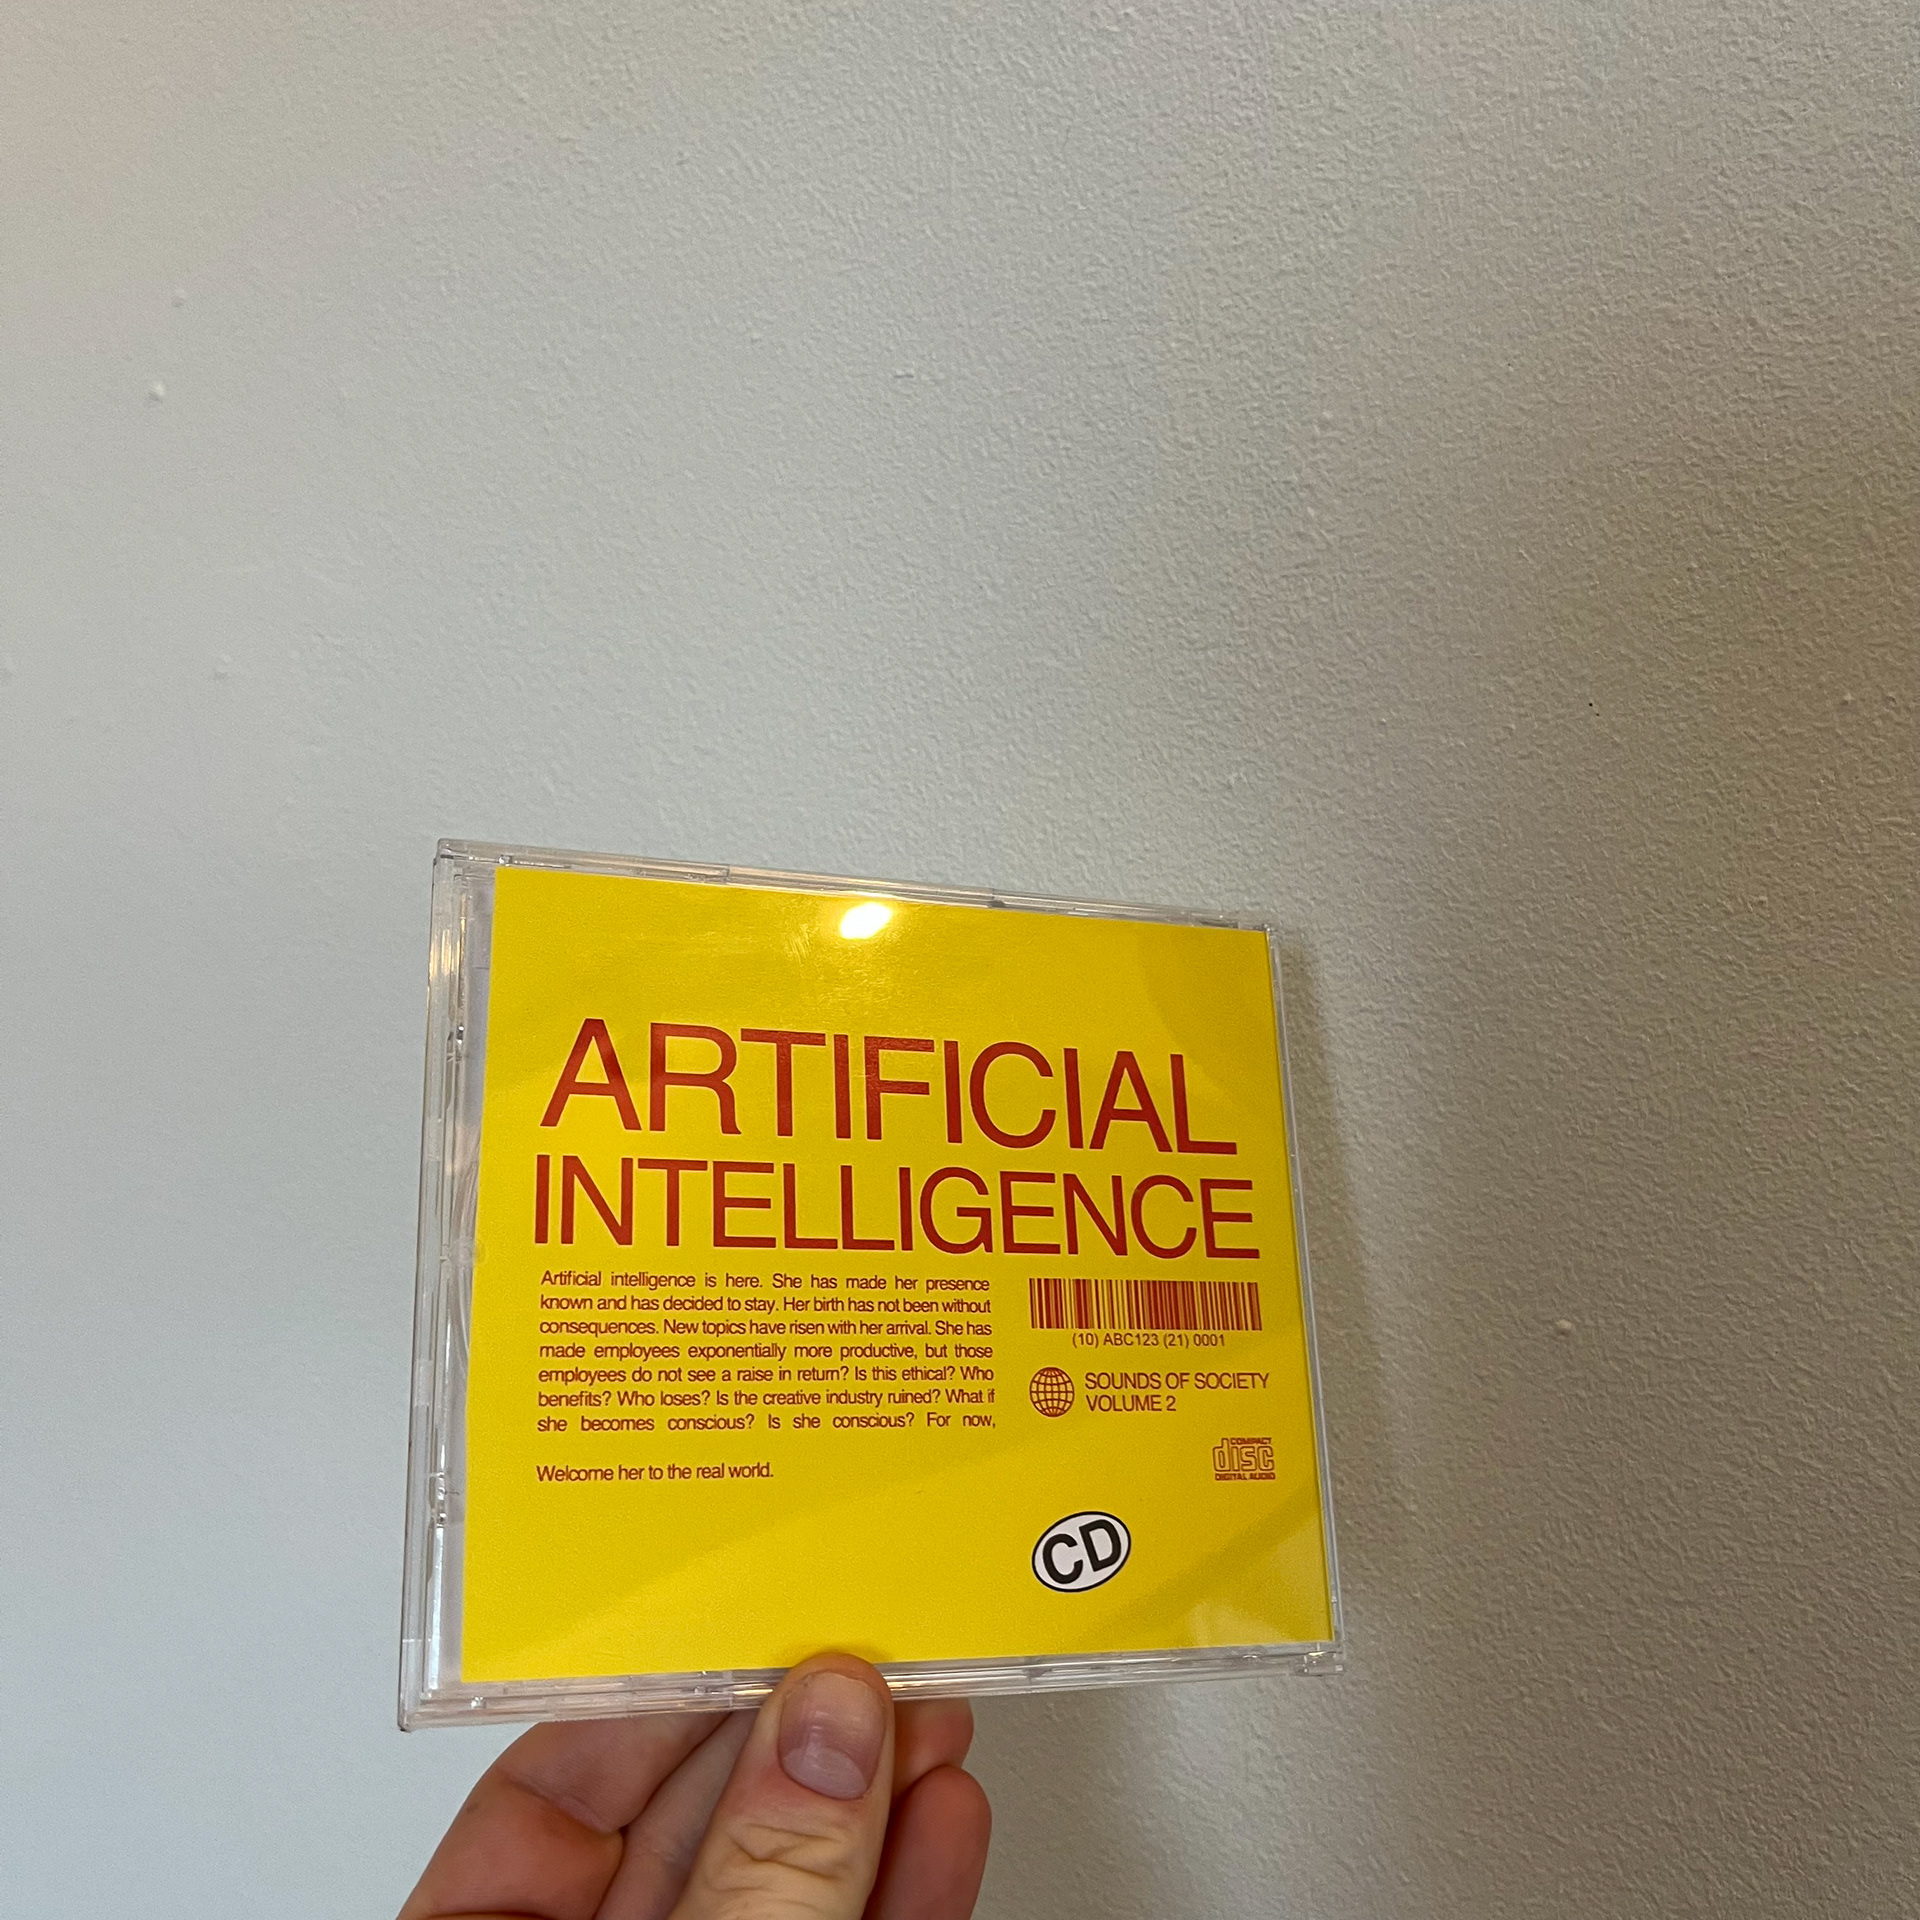 ARTIFICIAL
INTELLIGENCE
Artificial intelligence is here. She has made her presence
known and has decided to stay. Her birth has not been without
consequences. New topics have risen with her arrival. She has
made employees exponentially more productive, but those
employees do not see a raise in return? Is this ethical? Who
benefits? Who loses? Is the creative industry ruined? What if
she becomes conscious? Is she conscious? For now,
Welcome her to the real world.
(10) ABC123 (21) 0001
SOUNDS OF SOCIETY
VOLUME 2
COMPACT
disc
DIGITAL AUDIO
CD